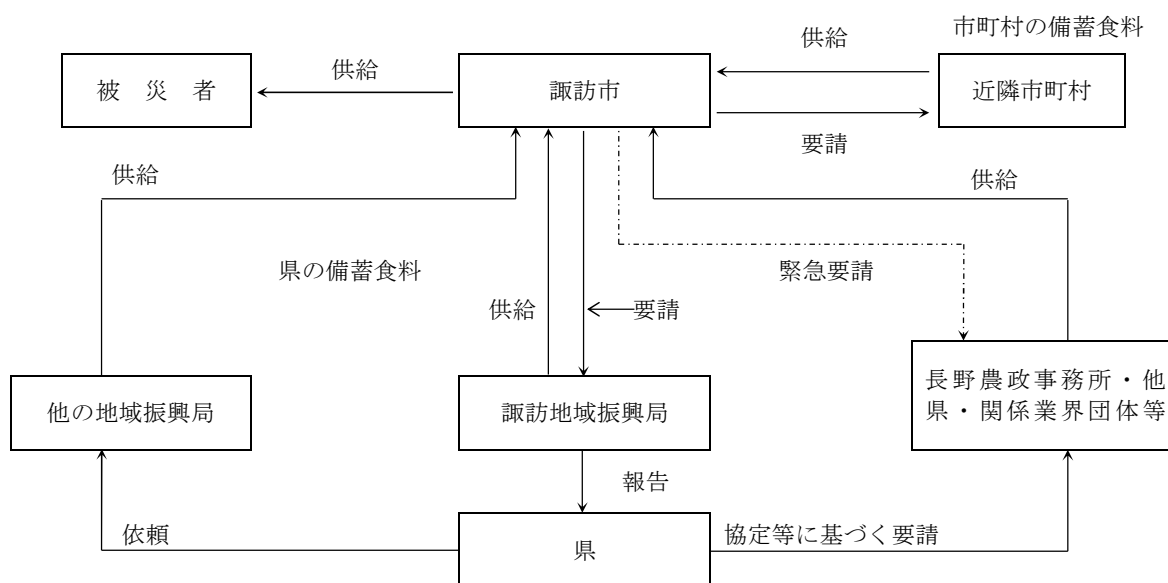 市町村の備蓄食料
供給
供給
被災者
諏訪市
近隣市町村
要請
供給
供給
県の備蓄食料
緊急要請
供給
要請
長野農政事務所・他
県・関係業界団体等
他の地域振興局
諏訪地域振興局
報告
依頼
県
協定等に基づく要請